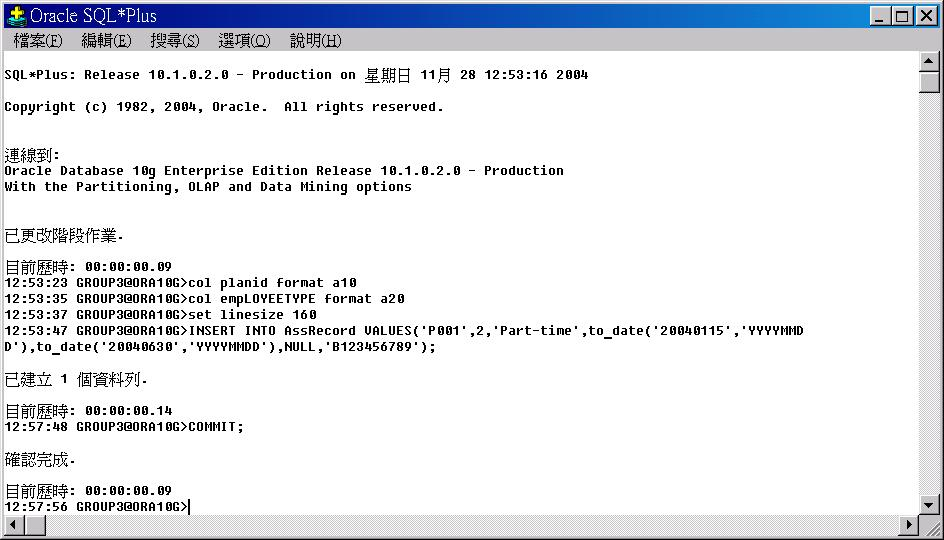 Oracle SQL*Plus
檔案(F) 編輯(E) 搜尋(S) 選項(O) 說明(H)
SQL*Plus: Release 10.1.0.2.0 - Production on 星期日 11月 28 12:53:16 2004
Copyright (c) 1982, 2004, Oracle.  All rights reserved.
連線到:
Oracle Database 10g Enterprise Edition Release 10.1.0.2.0 - Production
With the Partitioning, OLAP and Data Mining options
已更改階段作業.
目前歷時: 00:00:00.09
12:53:23 GROUP3@ORA10G>col planid format a10
12:53:35 GROUP3@ORA10G>col empLOYEETYPE format a20
12:53:37 GROUP3@ORA10G>set linesize 160
12:53:47 GROUP3@ORA10G>INSERT INTO AssRecord VALUES('P001',2,'Part-time',to_date('20040115','YYYYMMD
D'),to_date('20040630','YYYYMMDD'),NULL,'B123456789');
已建立 1 個資料列.
目前歷時: 00:00:00.14
12:57:48 GROUP3@ORA10G>COMMIT;
確認完成.
目前歷時: 00:00:00.09
12:57:56 GROUP3@ORA10G>